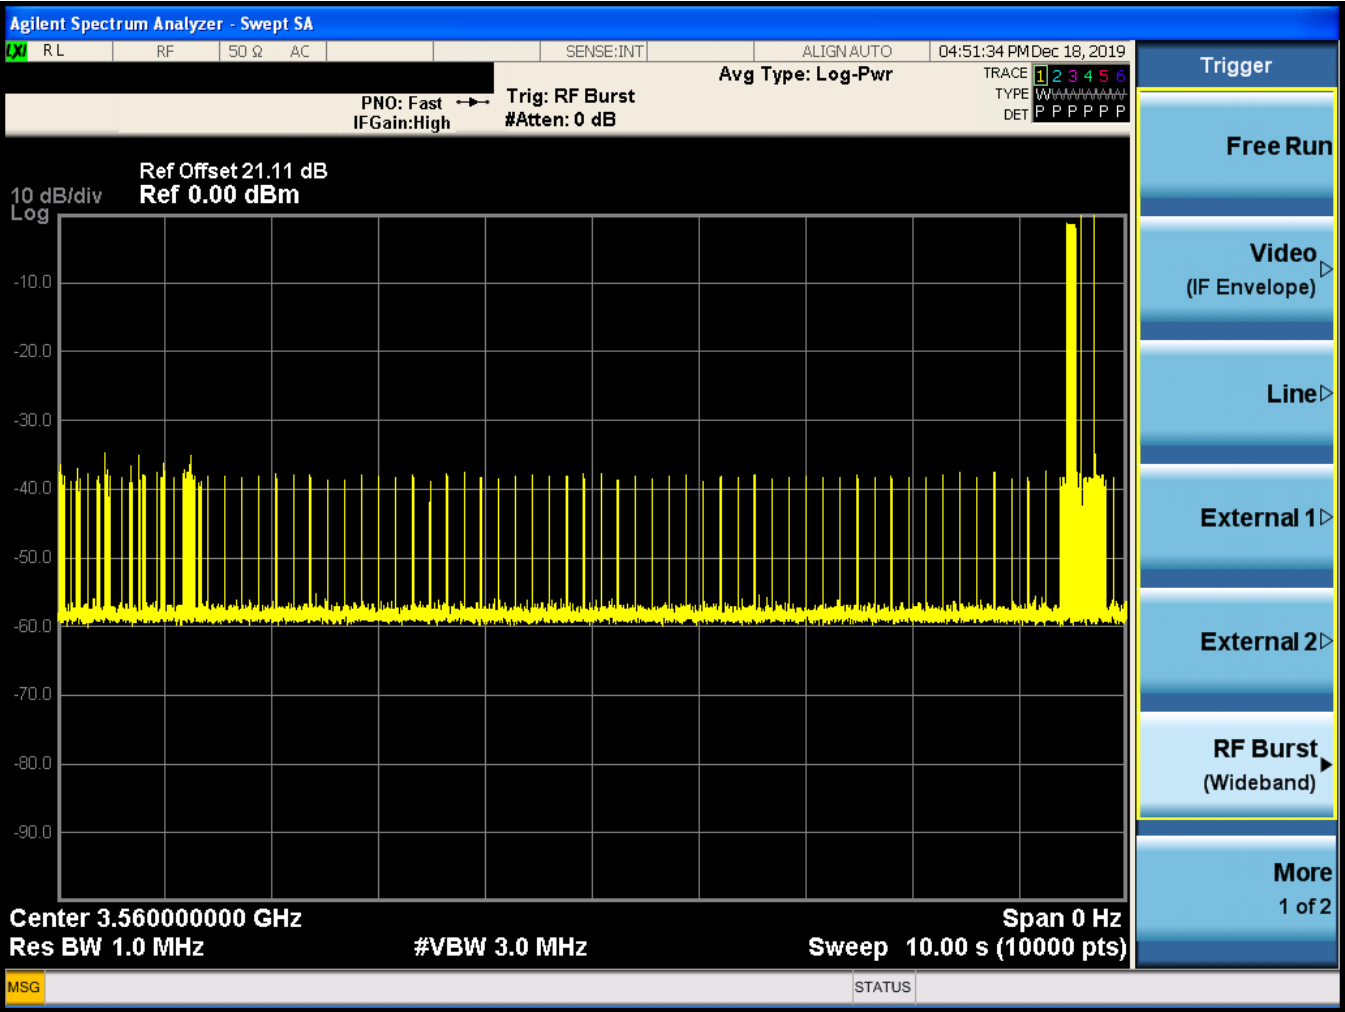 Agilent Spectrum Analyzer - Swept SA
LXI RL RF 50 Ω AC SENSE:INT ALIGNAUTO 04:51:34 PM Dec 18, 2019
Avg Type: Log-Pwr TRACE 1 2 3 4 5 6
PNO: Fast Trig: RF Burst TYPE WWWWWW
IFGain:High #Atten: 0 dB DET P P P P P P
Ref Offset 21.11 dB
10 dB/div Ref 0.00 dBm
Log
-10.0
-20.0
-30.0
-40.0
-50.0
-60.0
-70.0
-80.0
-90.0
Center 3.560000000 GHz Span 0 Hz
Res BW 1.0 MHz #VBW 3.0 MHz Sweep 10.00 s (10000 pts)
MSG STATUS
Trigger
Free Run
Video
(IF Envelope)
Line
External 1
External 2
RF Burst
(Wideband)
More
1 of 2